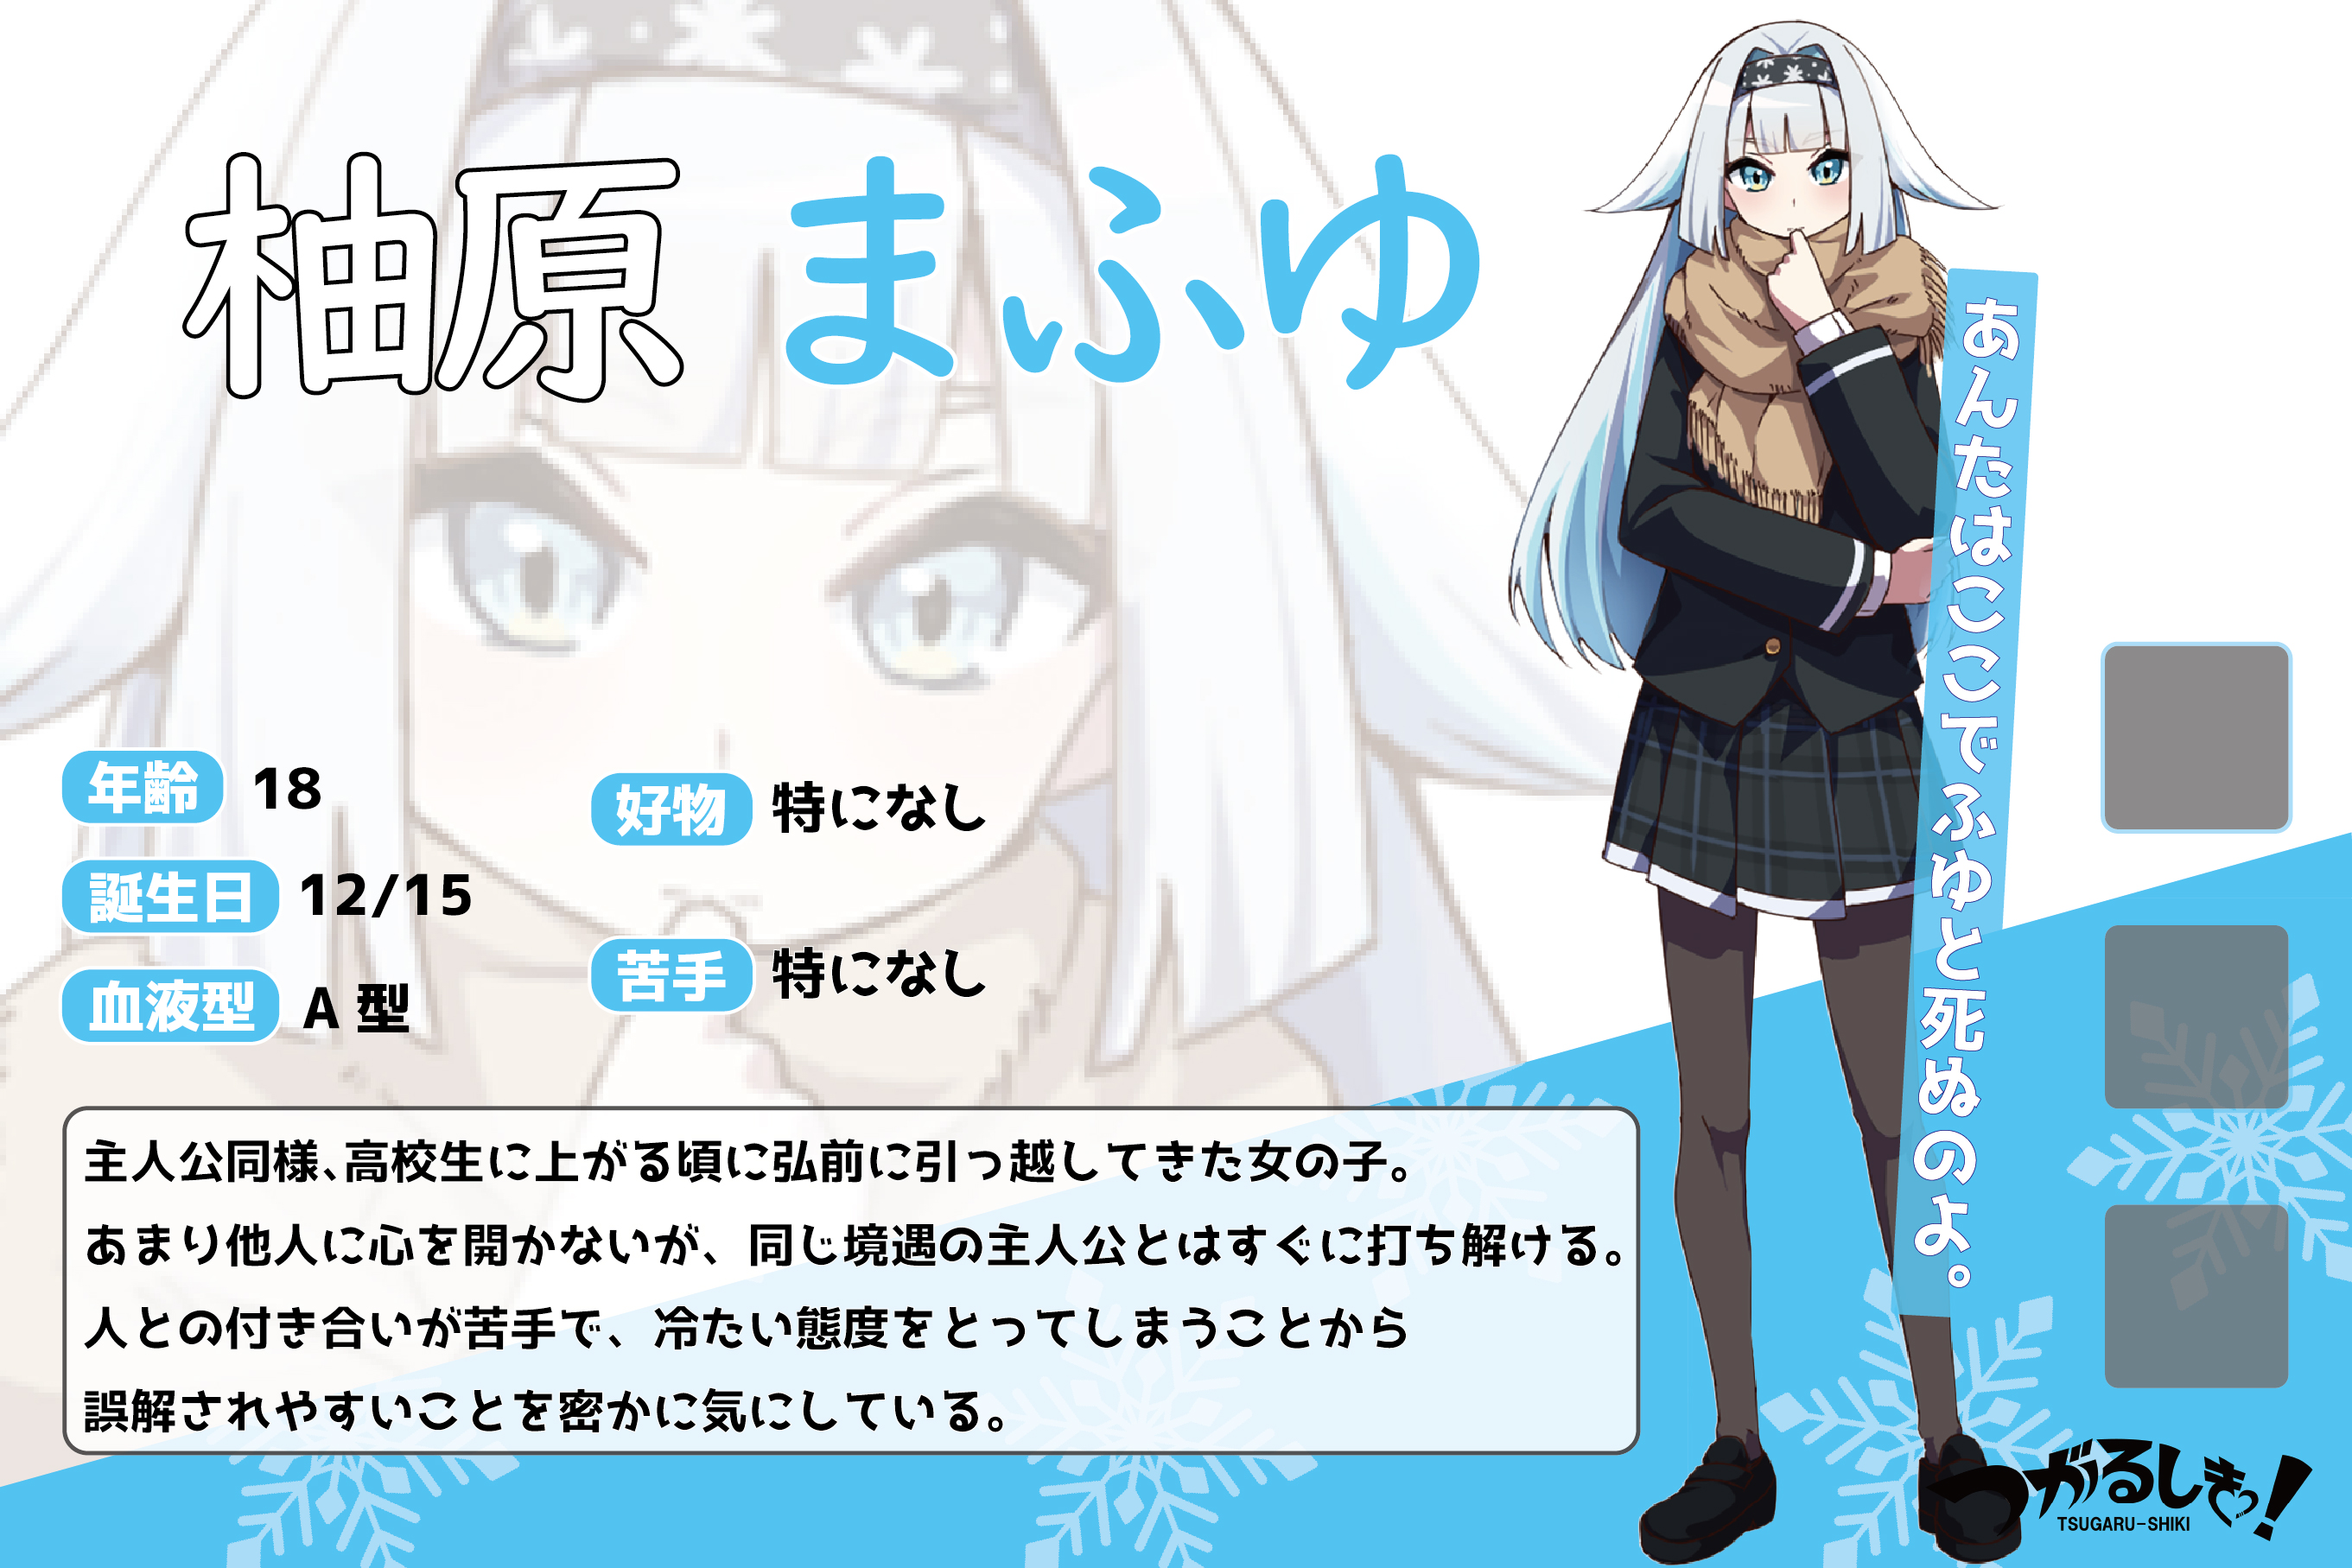 柚原 まふゆ
年齢 18
誕生日 12/15
血液型 A 型
好物 特になし
苦手 特になし
主人公同様、高校生に上がる頃に弘前に引っ越してきた女の子。
あまり他人に心を開かないが、同じ境遇の主人公とはすぐに打ち解ける。
人との付き合いが苦手で、冷たい態度をとってしまうことから
誤解されやすいことを密かに気にしている。
あんたはここでふゆと死ぬのよ。
つがるしきっ!
TSUGARU-SHIKI